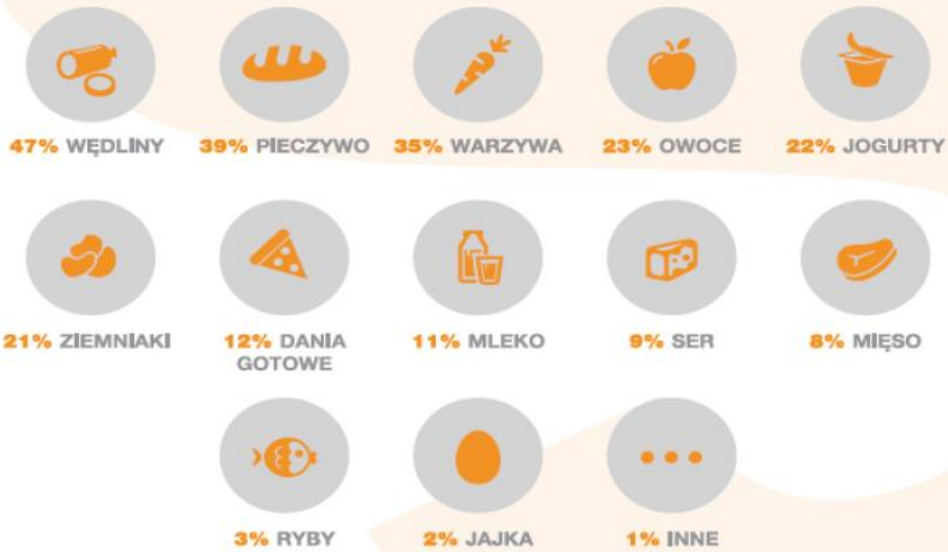 47% WĘDLINY
39% PIECZYWO
35% WARZYWA
23% OWOCE
22% JOGURTY
21% ZIEMNIAKI
12% DANIA
GOTOWE
11% MLEKO
9% SER
8% MIĘSO
3% RYBY
2% JAJKA
1% INNE